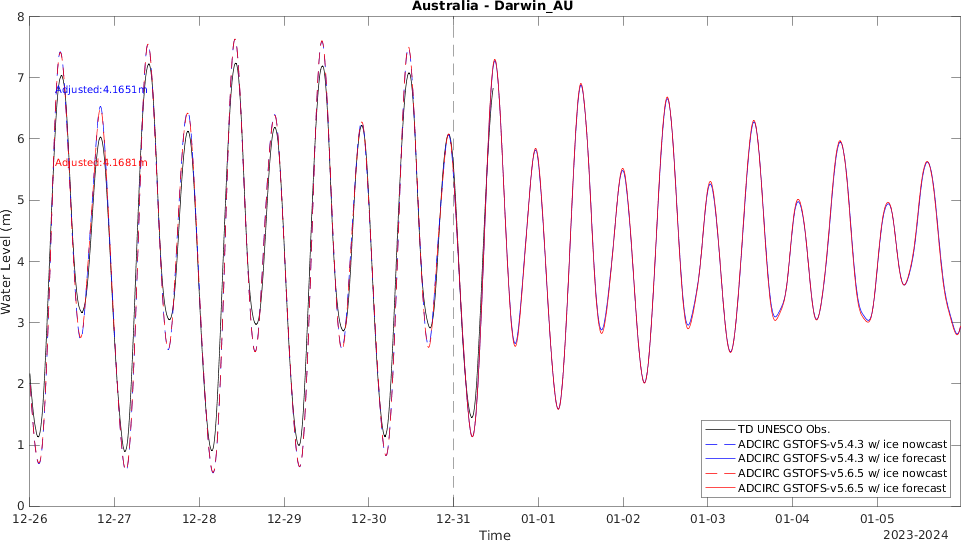 Australia - Darwin_AU
8
7
6
5
4
3
2
1
0
Water Level (m)
Adjusted:4.1651m
Adjusted:4.1681m
TD UNESCO Obs.
ADCIRC GSTOFS-v5.4.3 w/ ice nowcast
ADCIRC GSTOFS-v5.4.3 w/ ice forecast
ADCIRC GSTOFS-v5.6.5 w/ ice nowcast
ADCIRC GSTOFS-v5.6.5 w/ ice forecast
12-26 12-27 12-28 12-29 12-30 12-31 01-01 01-02 01-03 01-04 01-05
Time
2023-2024